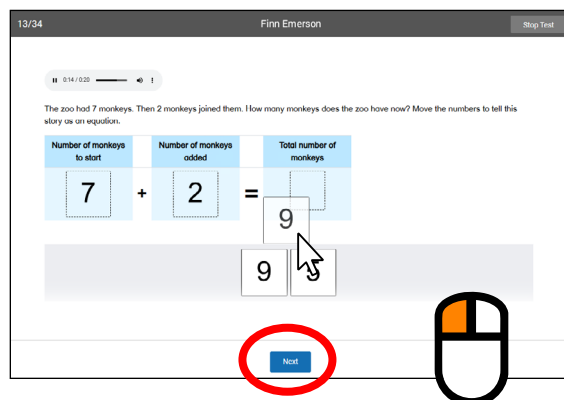 13/34
Finn Emerson
Stop Test
0:14 / 0:20
The zoo had 7 monkeys. Then 2 monkeys joined them. How many monkeys does the zoo have now? Move the numbers to tell this
story as an equation.
Number of monkeys
to start
Number of monkeys
added
Total number of
monkeys
7 + 2 =
9
9
Next